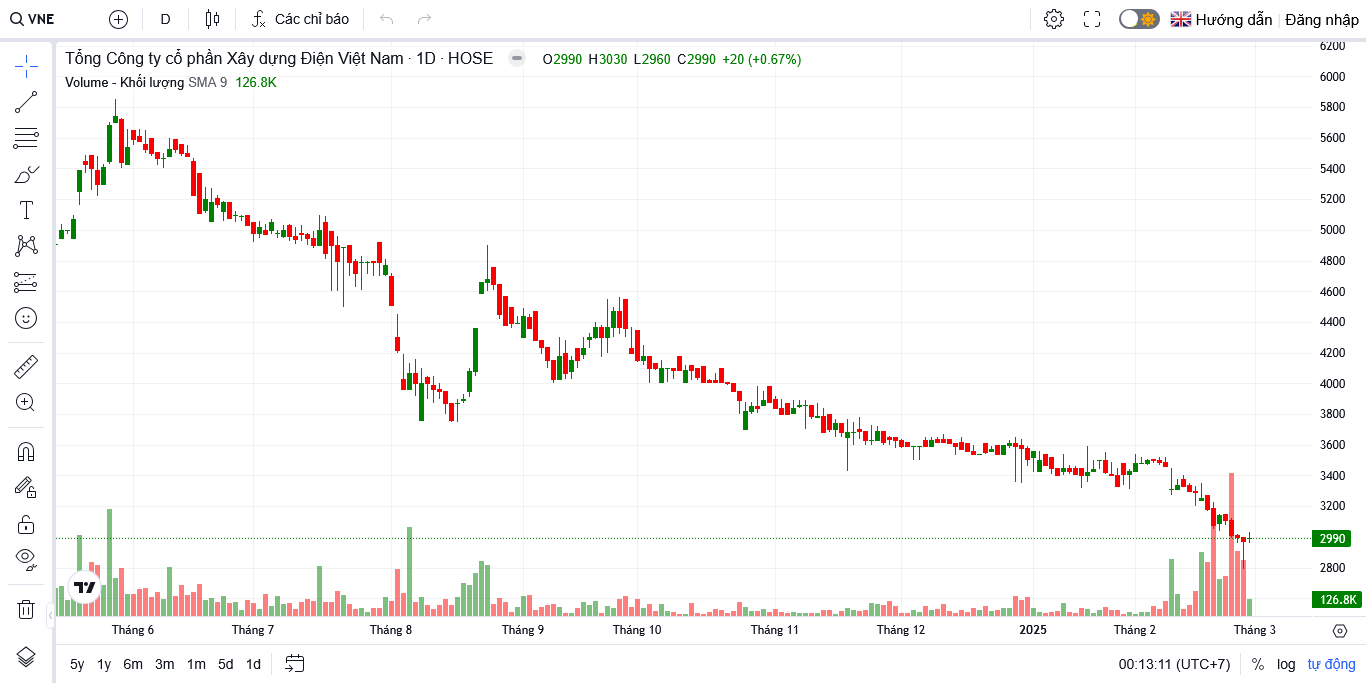 VNE
D
Các chỉ báo
Hướng dẫn
Đăng nhập
Tổng Công ty cổ phần Xây dựng Điện Việt Nam · 1D · HOSE
O2990 H3030 L2960 C2990 +20 (+0.67%)
Volume - Khối lượng SMA 9 126.8K
6200
6000
5800
5600
5400
5200
5000
4800
4600
4400
4200
4000
3800
3600
3400
3200
2990
2800
126.8K
Tháng 6 Tháng 7 Tháng 8 Tháng 9 Tháng 10 Tháng 11 Tháng 12 2025 Tháng 2 Tháng 3
5y 1y 6m 3m 1m 5d 1d
00:13:11 (UTC+7) % log tự động